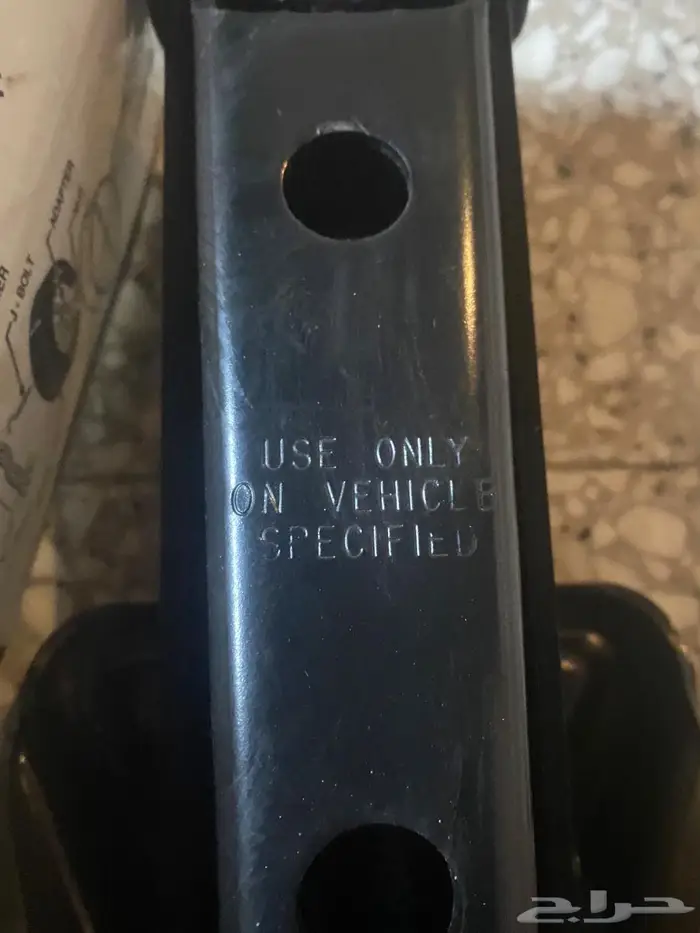 ADAPTER
J-BOLT
USE ONLY
ON VEHICLE
SPECIFIED
حراج